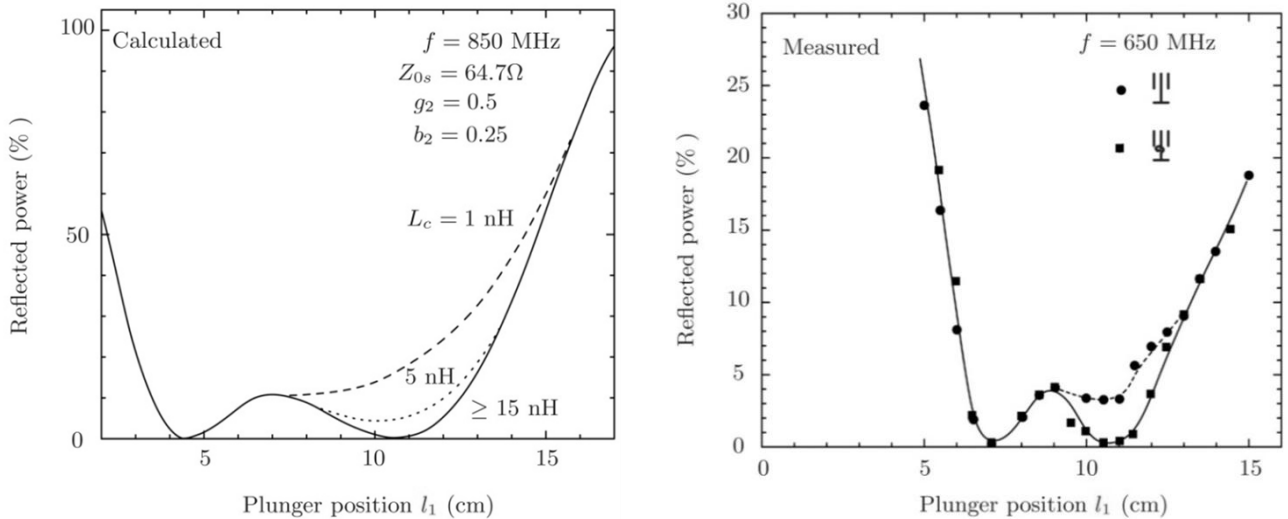 Calculated
f = 850 MHz
Z₀ₛ = 64.7Ω
g₂ = 0.5
b₂ = 0.25
L_c = 1 nH
5 nH
≥ 15 nH
100
50
0
5 10 15
Reflected power (% )
Plunger position l₁ (cm)
Measured
f = 650 MHz
30
25
20
15
10
5
0
0 5 10 15
Reflected power (% )
Plunger position l₁ (cm)